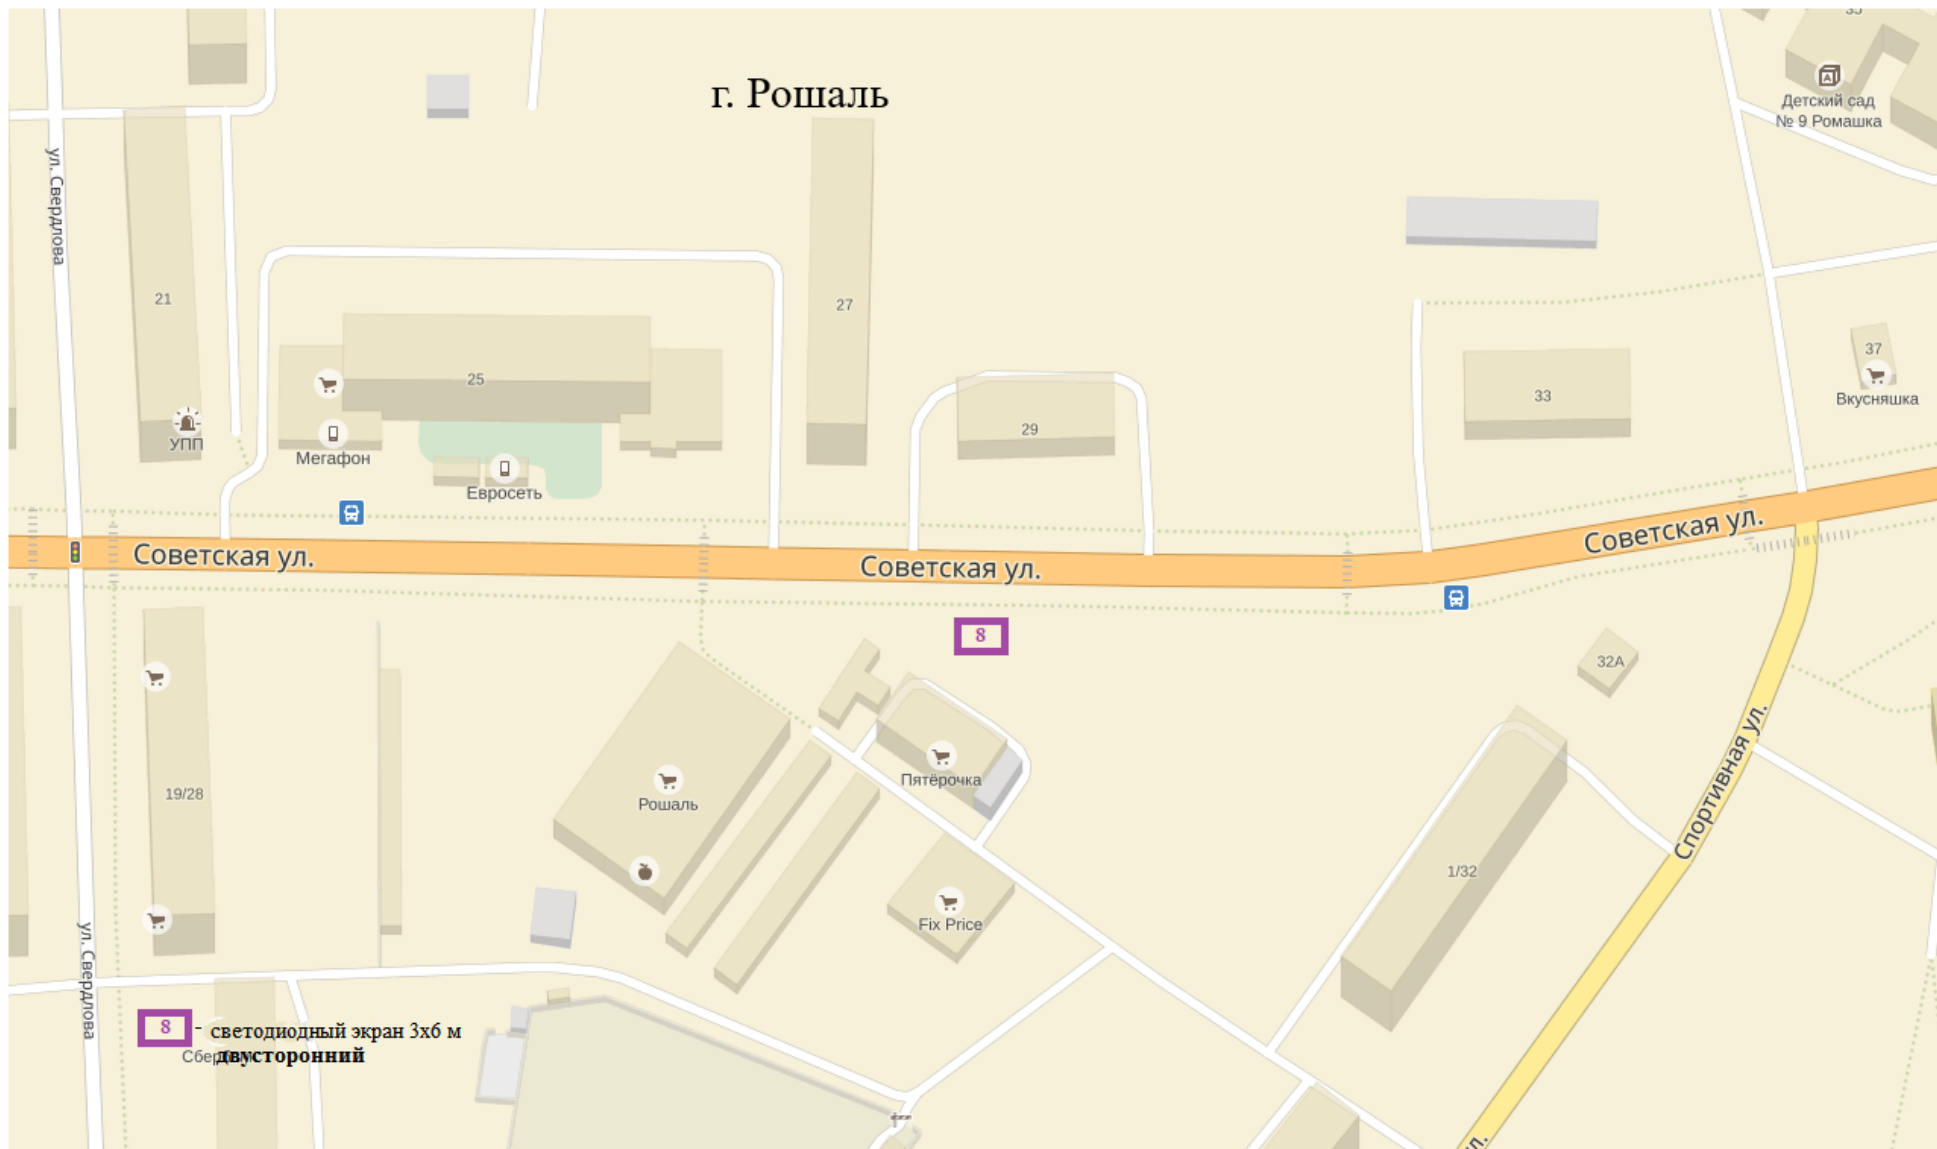 35
г. Рошаль
Детский сад
№ 9 Ромашка
ул. Свердлова
21
27
25
37
33
Вкусняшка
29
УПП
Мегафон
Евросеть
Советская ул.
Советская ул.
Советская ул.
8
32А
19/28
Рошаль
Пятёрочка
Спортивная ул.
1/32
Fix Price
ул. Свердлова
8 - светодиодный экран 3х6 м
двусторонний
ул.